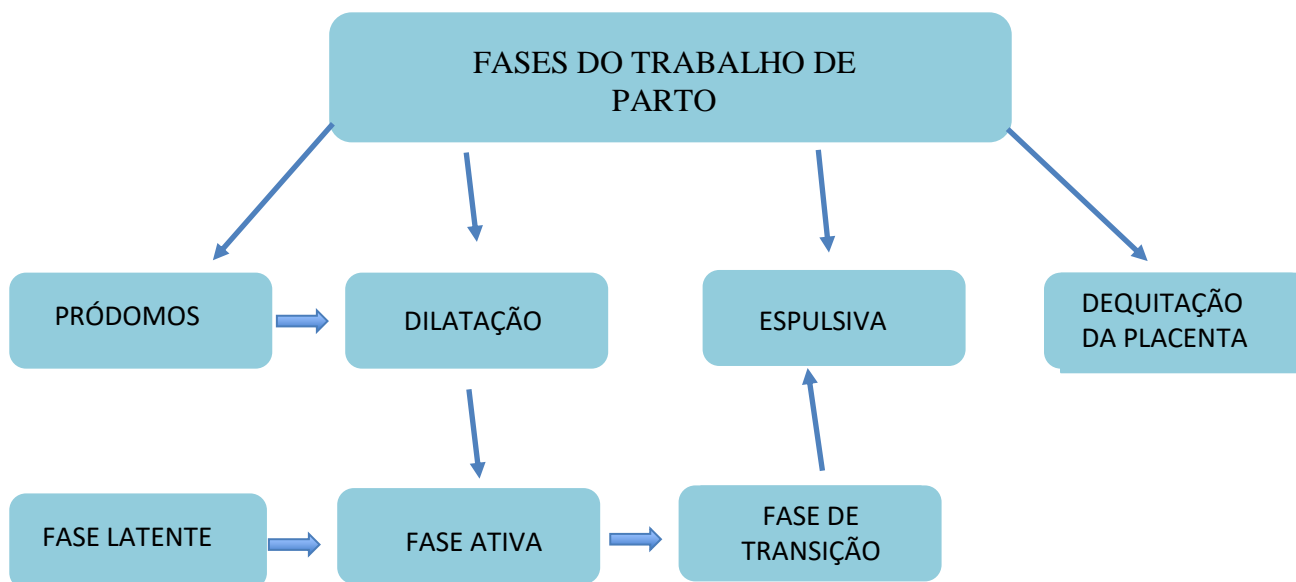 FASES DO TRABALHO DE
PARTO
PRÓDOMOS
DILATAÇÃO
ESPULSIVA
DEQUITAÇÃO
DA PLACENTA
FASE LATENTE
FASE ATIVA
FASE DE
TRANSIÇÃO